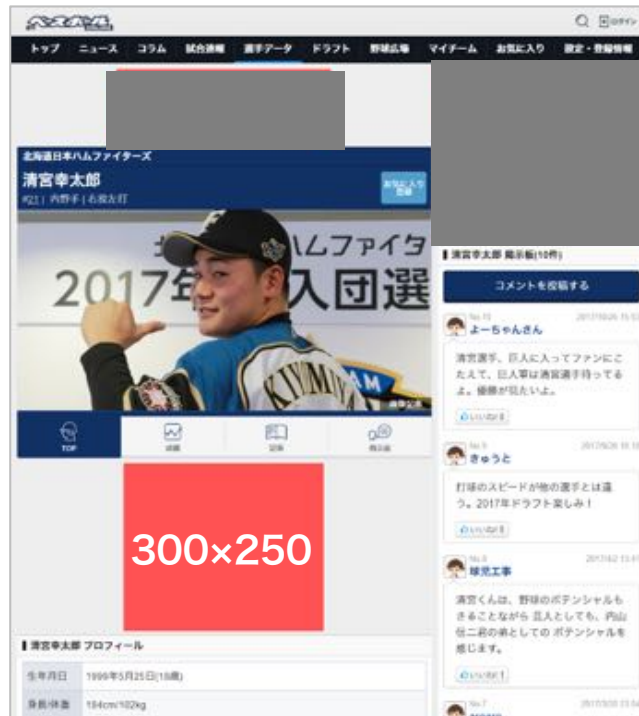 ログイン
トップ ニュース コラム 試合速報 選手データ ドラフト 野球広場 マイチーム お気に入り 設定・登録情報
北海道日本ハムファイターズ
清宮幸太郎
#21 | 内野手 | 右投左打
お気に入り
登録
ハムファイタ
2017年 入団選
KIYOMIYA
TOP
300×250
清宮幸太郎 プロフィール
生年月日 1999年5月25日(18歳)
身長/体重 184cm/102kg
清宮幸太郎 掲示板(10件)
コメントを投稿する
No.10
よーちゃんさん
清宮選手、巨人に入ってファンにこ
たえて、巨人軍は清宮選手待ってる
よ。優勝が見たいよ。
No.9
きゅうと
打球のスピードが他の選手とは違
う。2017年ドラフト楽しみ！
No.8
球児工事
清宮くんは、野球のポテンシャルも
さることながら 芸人としても、内山
信二君の弟としての ポテンシャルを
感じます。
No.7